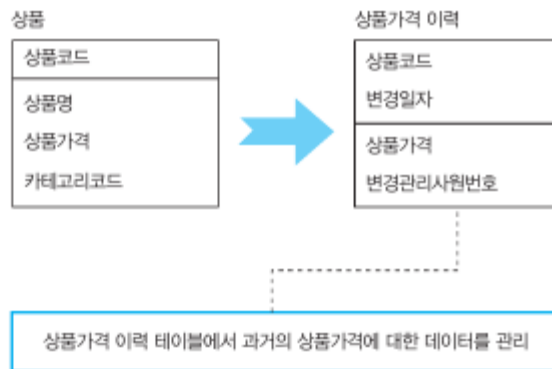 상품
상품코드
상품명
상품가격
카테고리코드
상품가격 이력
상품코드
변경일자
상품가격
변경관리사원번호
상품가격 이력 테이블에서 과거의 상품가격에 대한 데이터를 관리